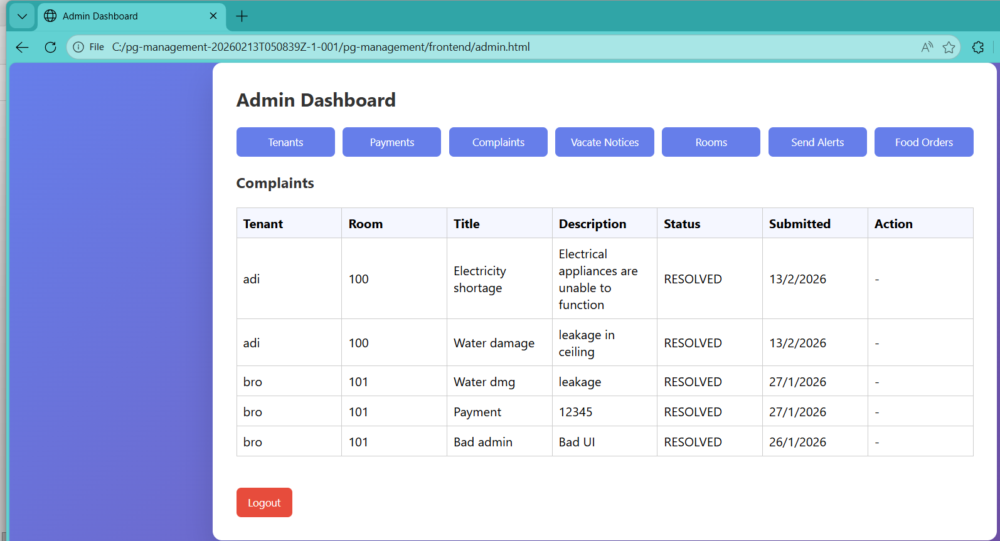 Admin Dashboard
File C:/pg-management-20260213T050839Z-1-001/pg-management/frontend/admin.html
Admin Dashboard
Tenants Payments Complaints Vacate Notices Rooms Send Alerts Food Orders
Complaints
Tenant Room Title Description Status Submitted Action
adi 100 Electricity shortage Electrical appliances are unable to function RESOLVED 13/2/2026 -
adi 100 Water damage leakage in ceiling RESOLVED 13/2/2026 -
bro 101 Water dmg leakage RESOLVED 27/1/2026 -
bro 101 Payment 12345 RESOLVED 27/1/2026 -
bro 101 Bad admin Bad UI RESOLVED 26/1/2026 -
Logout